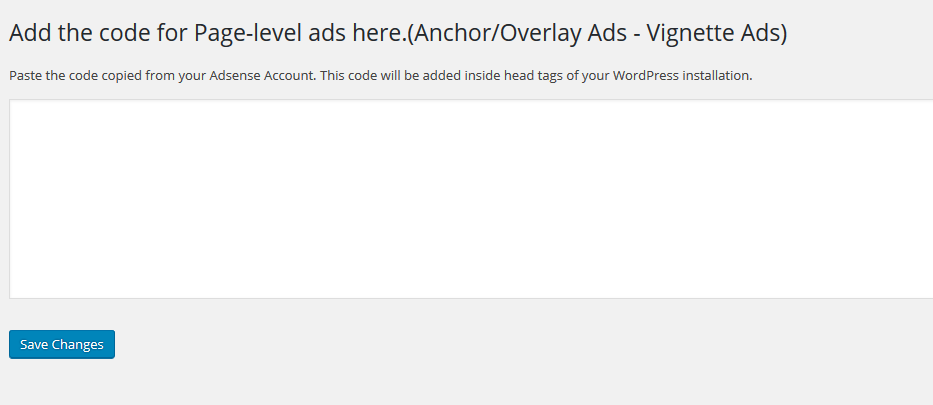 Add the code for Page-level ads here.(Anchor/Overlay Ads - Vignette Ads)
Paste the code copied from your Adsense Account. This code will be added inside head tags of your WordPress installation.
Save Changes